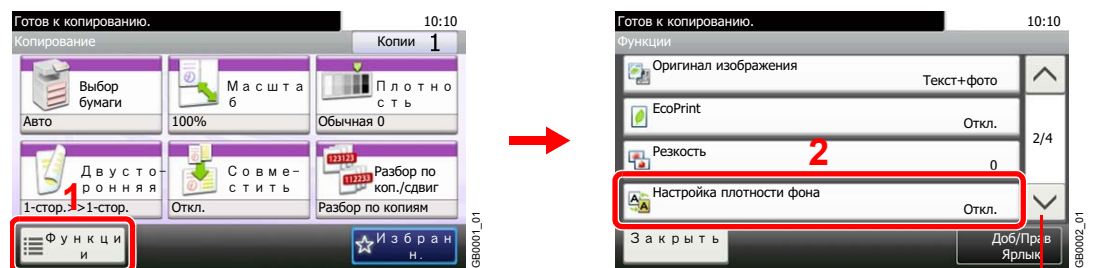 Готов к копированию.
10:10
Копирование
Копии 1
Выбор
бумаги
Авто
Масшта
б
100%
Плотно
сть
Обычная 0
Двусто-
ронняя
1-стор.>>1-стор.
Совме-
стить
Откл.
123123
112233
Разбор по
коп./сдвиг
Разбор по копиям
1
Функци
и
Избран
н.
GB0001_01
Готов к копированию.
10:10
Функции
Оригинал изображения
Текст+фото
EcoPrint
Откл.
2/4
Резкость
0
2
Настройка плотности фона
Откл.
Закрыть
Доб/Прав
Ярлык
GB0002_01